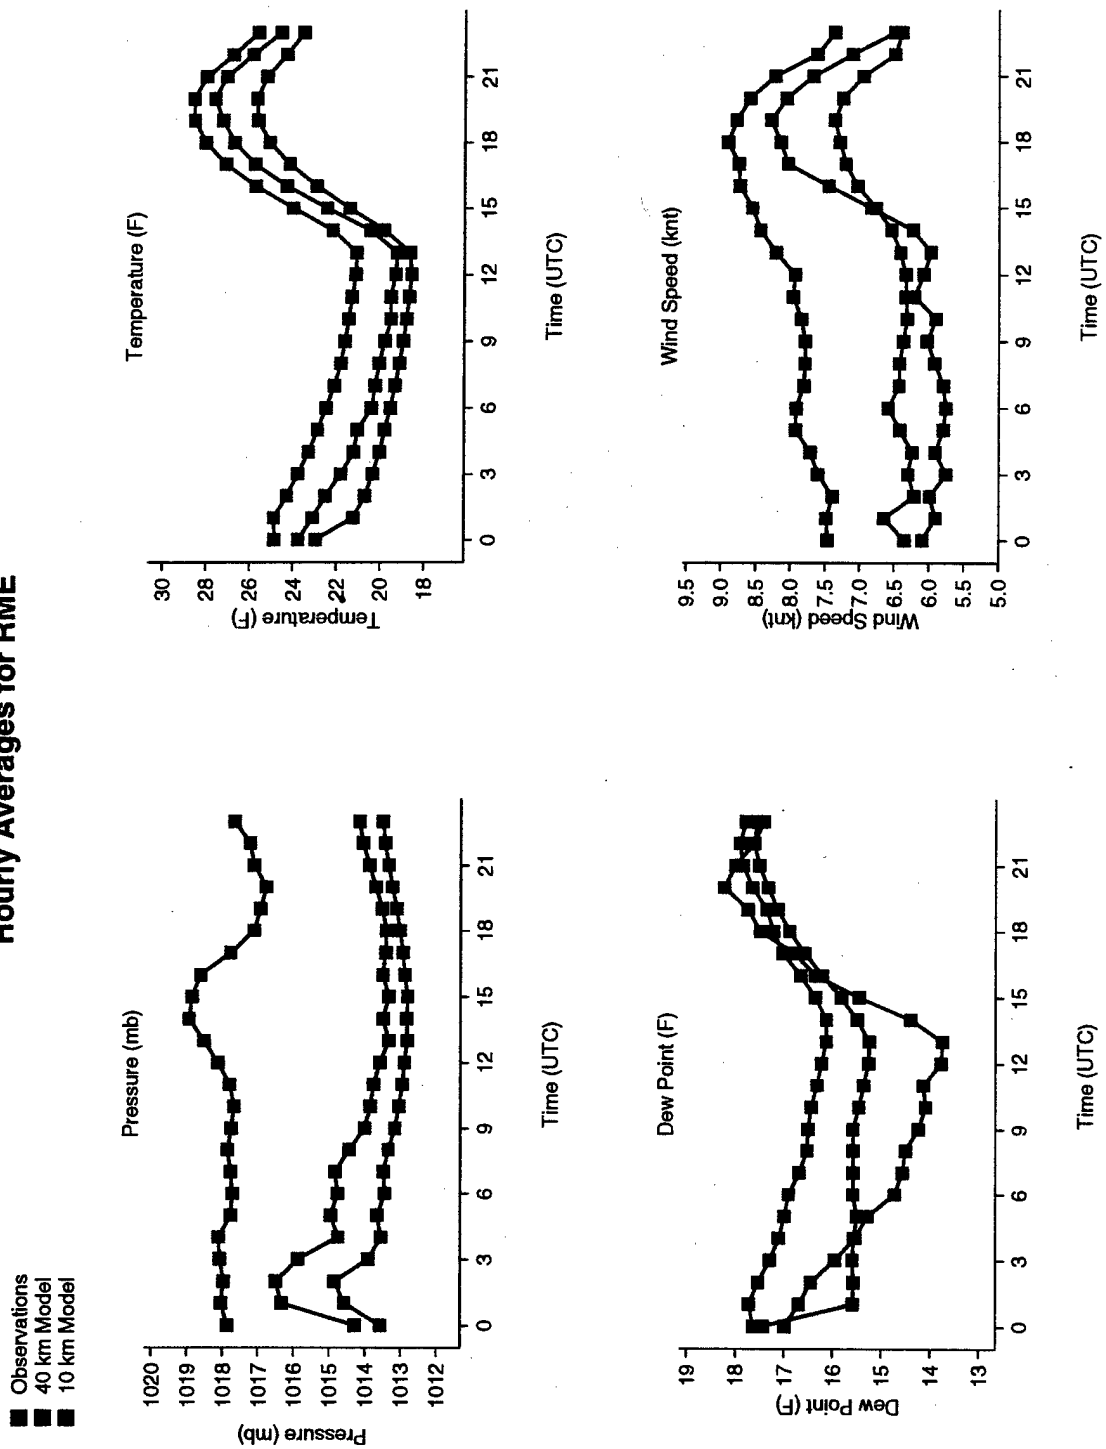 Hourly Averages for RME
Observations
40 km Model
10 km Model
Pressure (mb)
Pressure (mb)
1020
1019
1018
1017
1016
1015
1014
1013
1012
0 3 6 9 12 15 18 21
Time (UTC)
Temperature (F)
Temperature (F)
30
28
26
24
22
20
18
0 3 6 9 12 15 18 21
Time (UTC)
Dew Point (F)
Dew Point (F)
19
18
17
16
15
14
13
0 3 6 9 12 15 18 21
Time (UTC)
Wind Speed (knt)
Wind Speed (knt)
9.5
9.0
8.5
8.0
7.5
7.0
6.5
6.0
5.5
5.0
0 3 6 9 12 15 18 21
Time (UTC)